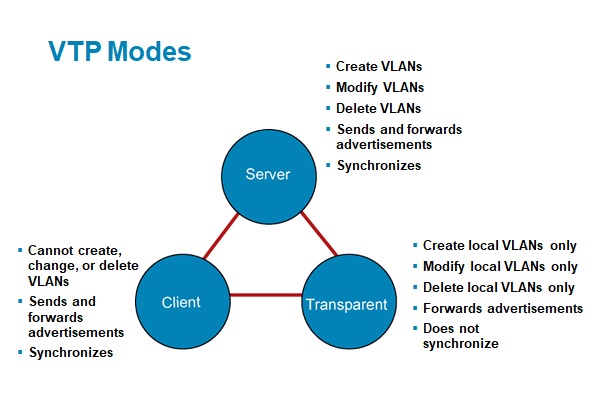 VTP Modes
▪ Create VLANs
▪ Modify VLANs
▪ Delete VLANs
▪ Sends and forwards
advertisements
▪ Synchronizes
Server
▪ Cannot create,
change, or delete
VLANs
▪ Sends and
forwards
advertisements
▪ Synchronizes
Client
Transparent
▪ Create local VLANs only
▪ Modify local VLANs only
▪ Delete local VLANs only
▪ Forwards advertisements
▪ Does not
synchronize